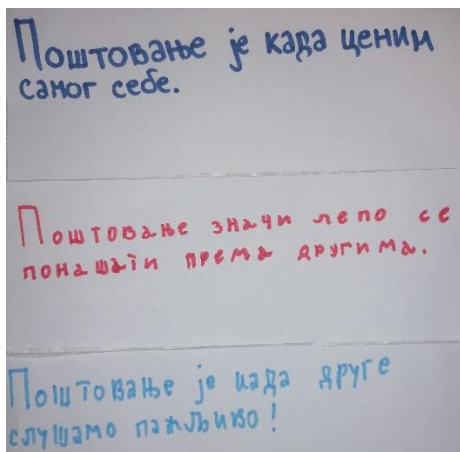 Поштовање је када ценим
самог себе.
Поштовање значи лепо се
понашати према другима.
Поштовање је када друге
слушамо пажљиво!